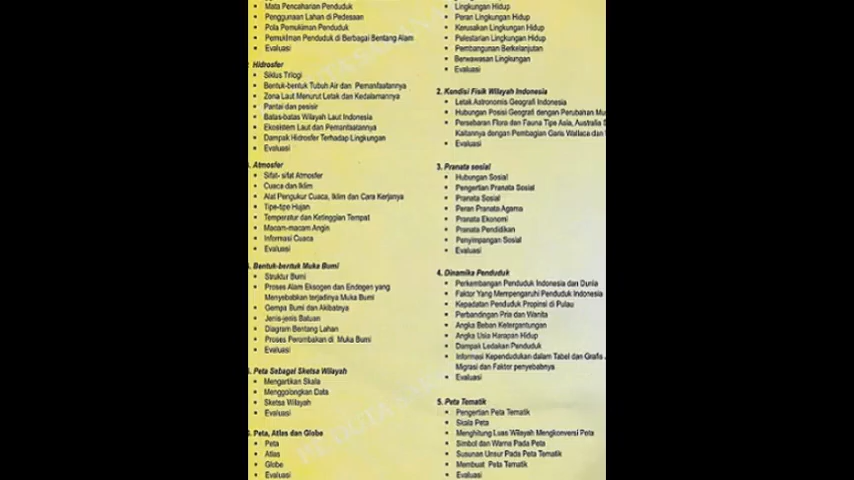 Mata Pencaharian Penduduk
Penggunaan Lahan di Pedesaan
Pola Pemukiman Penduduk
Pemukiman Penduduk di Berbagai Bentang Alam
Evaluasi
Hidrosfer
Siklus Trilogi
Bentuk-bentuk Tubuh Air dan Pemanfaatannya
Zona Laut Menurut Letak dan Kedalamannya
Pantai dan pesisir
Batas-batas Wilayah Laut Indonesia
Ekosistem Laut dan Pemanfaatannya
Dampak Hidrosfer Terhadap Lingkungan
Evaluasi
Atmosfer
Sifat- sifat Atmosfer
Cuaca dan Iklim
Alat Pengukur Cuaca, Iklim dan Cara Kerjanya
Tipe-tipe Hujan
Temperatur dan Ketinggian Tempat
Macam-macam Angin
Informasi Cuaca
Evaluasi
Bentuk-bentuk Muka Bumi
Struktur Bumi
Proses Alam Eksogen dan Endogen yang
Menyebabkan terjadinya Muka Bumi
Gempa Bumi dan Akibatnya
Jenis-jenis Batuan
Diagram Bentang Lahan
Proses Perombakan di Muka Bumi
Evaluasi
Peta Sebagai Sketsa Wilayah
Mengartikan Skala
Menggolongkan Data
Sketsa Wilayah
Evaluasi
Peta, Atlas dan Globe
Peta
Atlas
Globe
Evaluasi
Lingkungan Hidup
Peran Lingkungan Hidup
Kerusakan Lingkungan Hidup
Pelestarian Lingkungan Hidup
Pembangunan Berkelanjutan
Berwawasan Lingkungan
Evaluasi
2. Kondisi Fisik Wilayah Indonesia
Letak Astronomis Geografi Indonesia
Hubungan Posisi Geografi dengan Perubahan
Persebaran Flora dan Fauna Tipe Asia, Australia
Kaitannya dengan Pembagian Garis Wallaca dan
Evaluasi
3. Pranata sosial
Hubungan Sosial
Pengertian Pranata Sosial
Pranata Sosial
Peran Pranata Agama
Pranata Ekonomi
Pranata Pendidikan
Penyimpangan Sosial
Evaluasi
4. Dinamika Penduduk
Perkembangan Penduduk Indonesia dan Dunia
Faktor Yang Mempengaruhi Penduduk Indonesia
Kepadatan Penduduk Propinsi di Pulau
Perbandingan Pria dan Wanita
Angka Beban Ketergantungan
Angka Usia Harapan Hidup
Dampak Ledakan Penduduk
Informasi Kependudukan dalam Tabel dan Grafis
Migrasi dan Faktor penyebabnya
Evaluasi
5. Peta Tematik
Pengertian Peta Tematik
Skala Peta
Menghitung Luas Wilayah Mengkonversi Peta
Simbol dan Warna Pada Peta
Susunan Unsur Pada Peta Tematik
Membuat Peta Tematik
Evaluasi